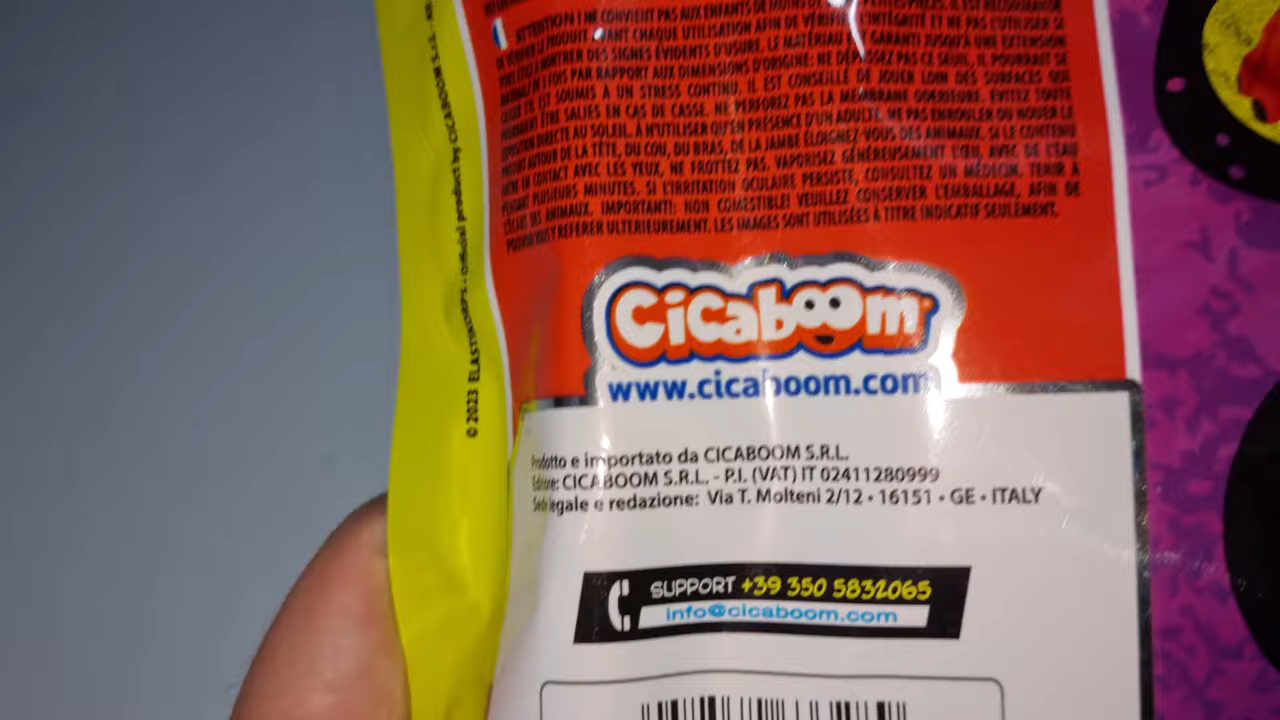 ATTENTION! NE CONVIENT PAS AUX ENFANTS DE MOINS DE
CHAQUE UTILISATION AFIN DE VÉRIFIER L'INTÉGRITÉ ET NE PAS L'UTILISER SI
MONTRER DES SIGNES ÉVIDENTS D'USURE. LE MATÉRIAU GARANTI JUSQU'À UNE EXTENSION
FOIS PAR RAPPORT AUX DIMENSIONS D'ORIGINE: NE DÉPASSEZ PAS CE SEUIL, IL POURRAIT SE
IL EST SOUMIS À UN STRESS CONTINU. IL EST CONSEILLÉ DE JOUER LOIN DES SURFACES QUI
ÊTRE SALIES EN CAS DE CASSE. NE PERFOREZ PAS LA MEMBRANE ÉVITEZ TOUTE
DIRECTE AU SOLEIL. À N'UTILISER QU'EN PRÉSENCE D'UN ADULTE. NE PAS ENROULER OU NOUER LE
AUTOUR DE LA TÊTE, DU COU, DU BRAS, DE LA JAMBE ÉLOIGNEZ-VOUS DES ANIMAUX. SI LE CONTENU
EN CONTACT AVEC LES YEUX, NE FROTTEZ PAS. VAPORISEZ GÉNÉREUSEMENT L'ŒIL AVEC DE L'EAU
PLUSIEURS MINUTES. SI L'IRRITATION OCULAIRE PERSISTE, CONSULTEZ UN MÉDECIN. TENIR À
DES ANIMAUX. IMPORTANT! NON COMESTIBLE! VEUILLEZ CONSERVER L'EMBALLAGE, AFIN DE
POUVOIR VOUS Y REFERER ULTERIEUREMENT. LES IMAGES SONT UTILISÉES À TITRE INDICATIF SEULEMENT.
© 2023 ELASTIKORPS - Official product by CICABOOM S.r.l.
Cicaboom
www.cicaboom.com
Prodotto e importato da CICABOOM S.R.L.
Editore: CICABOOM S.R.L. - P.I. (VAT) IT 02411280999
Sede legale e redazione: Via T. Molteni 2/12 • 16151 • GE • ITALY
SUPPORT +39 350 5832065
info@cicaboom.com